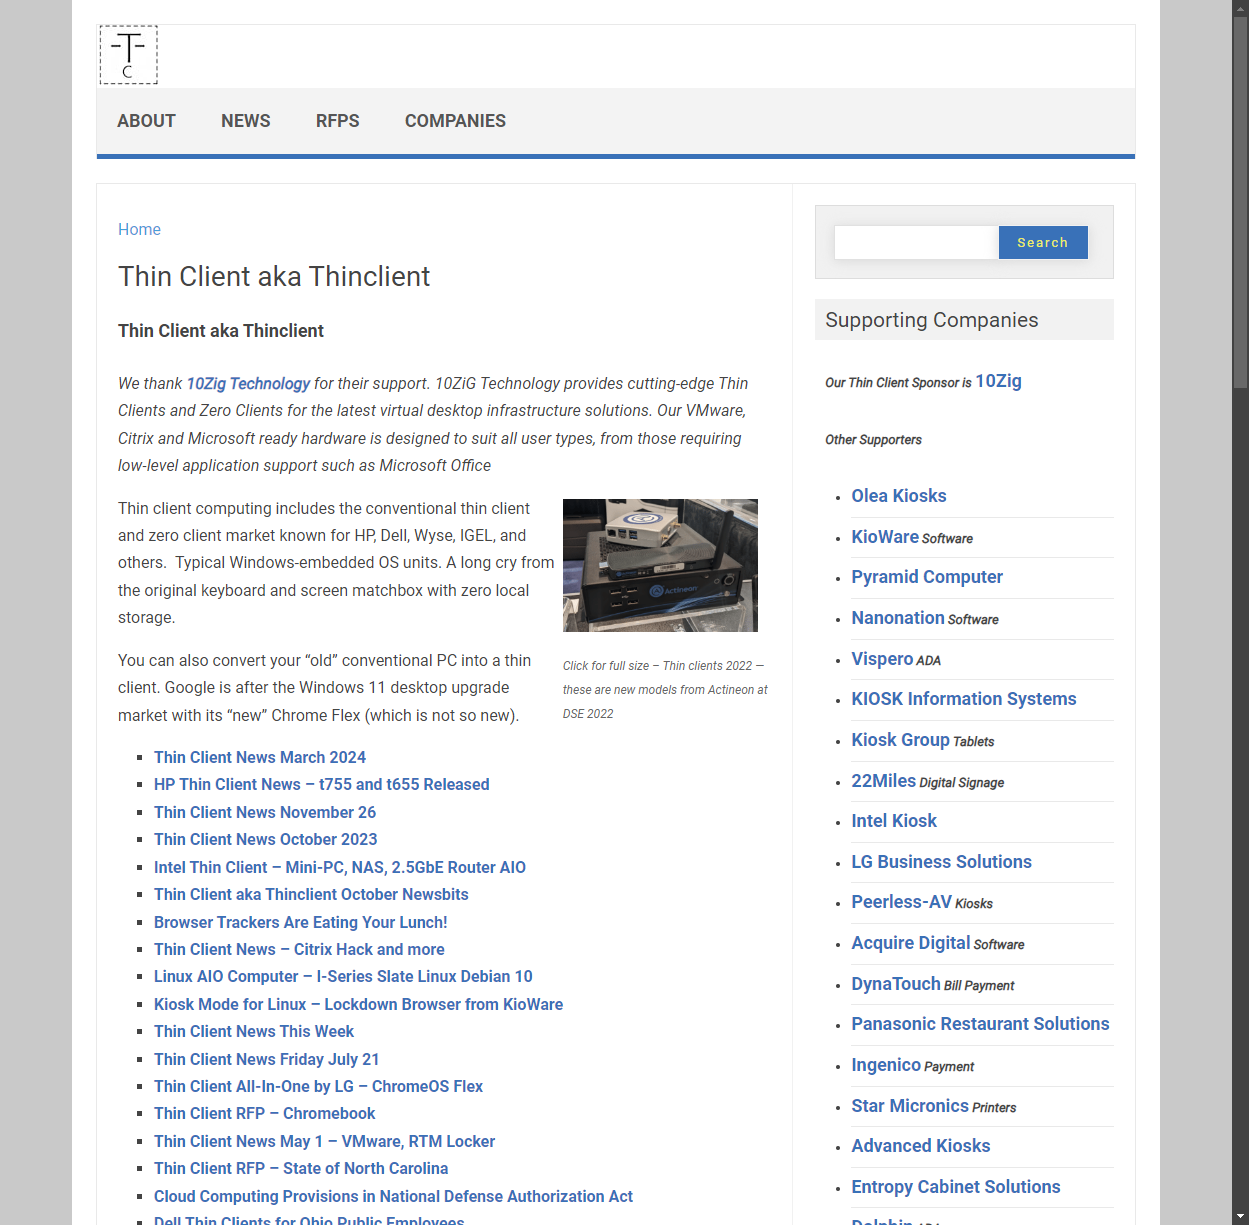 -T-
C
ABOUT NEWS RFPS COMPANIES
Home
Thin Client aka Thinclient
Thin Client aka Thinclient
We thank 10Zig Technology for their support. 10ZiG Technology provides cutting-edge Thin
Clients and Zero Clients for the latest virtual desktop infrastructure solutions. Our VMware,
Citrix and Microsoft ready hardware is designed to suit all user types, from those requiring
low-level application support such as Microsoft Office
Thin client computing includes the conventional thin client
and zero client market known for HP, Dell, Wyse, IGEL, and
others.  Typical Windows-embedded OS units. A long cry from
the original keyboard and screen matchbox with zero local
storage.
Actineon
Click for full size – Thin clients 2022 —
these are new models from Actineon at
DSE 2022
You can also convert your “old” conventional PC into a thin
client. Google is after the Windows 11 desktop upgrade
market with its “new” Chrome Flex (which is not so new).
Thin Client News March 2024
HP Thin Client News – t755 and t655 Released
Thin Client News November 26
Thin Client News October 2023
Intel Thin Client – Mini-PC, NAS, 2.5GbE Router AIO
Thin Client aka Thinclient October Newsbits
Browser Trackers Are Eating Your Lunch!
Thin Client News – Citrix Hack and more
Linux AIO Computer – I-Series Slate Linux Debian 10
Kiosk Mode for Linux – Lockdown Browser from KioWare
Thin Client News This Week
Thin Client News Friday July 21
Thin Client All-In-One by LG – ChromeOS Flex
Thin Client RFP – Chromebook
Thin Client News May 1 – VMware, RTM Locker
Thin Client RFP – State of North Carolina
Cloud Computing Provisions in National Defense Authorization Act
Dell Thin Clients for Ohio Public Employees
Search
Supporting Companies
Our Thin Client Sponsor is 10Zig
Other Supporters
Olea Kiosks
KioWare Software
Pyramid Computer
Nanonation Software
Vispero ADA
KIOSK Information Systems
Kiosk Group Tablets
22Miles Digital Signage
Intel Kiosk
LG Business Solutions
Peerless-AV Kiosks
Acquire Digital Software
DynaTouch Bill Payment
Panasonic Restaurant Solutions
Ingenico Payment
Star Micronics Printers
Advanced Kiosks
Entropy Cabinet Solutions
Dolphin